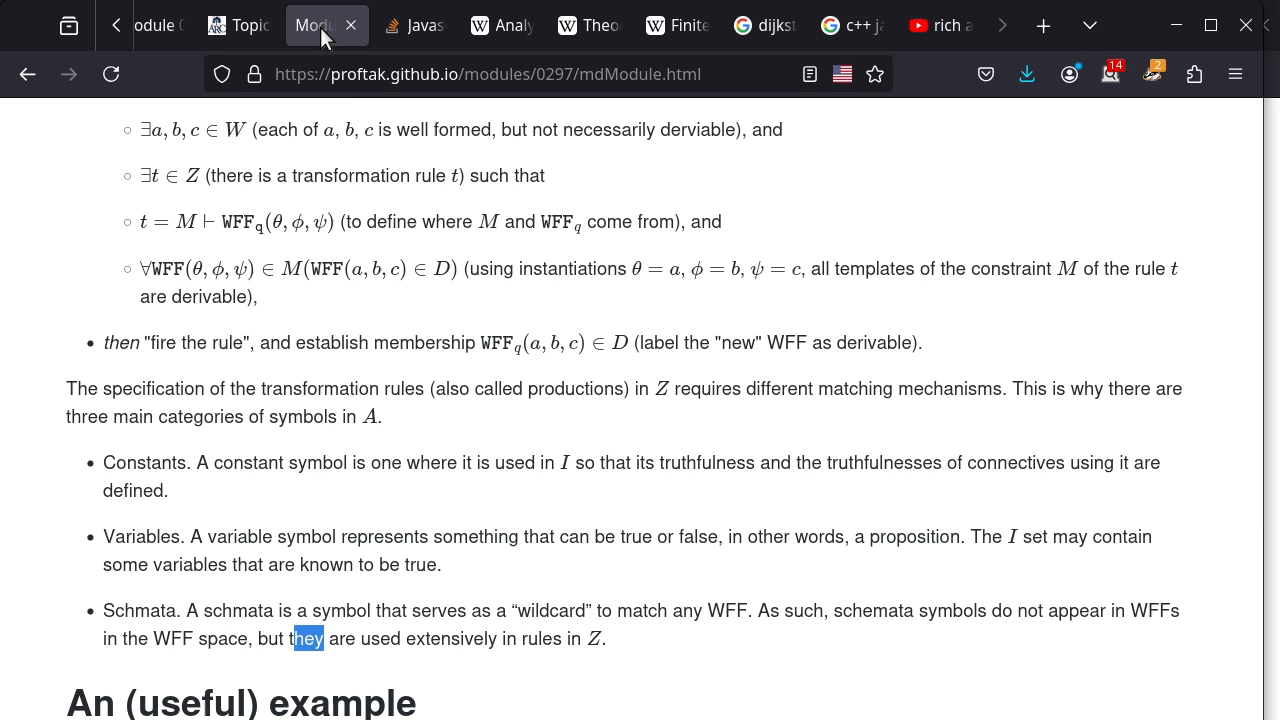 odule (
Topic
Modu
Javas
Analy
Theor
Finite
dijkst
c++ ja
rich a
https://proftak.github.io/modules/0297/mdModule.html
14
2
∃a, b, c ∈ W (each of a, b, c is well formed, but not necessarily derviable), and
∃t ∈ Z (there is a transformation rule t) such that
t = M ⊢ WFF_q(θ, ϕ, ψ) (to define where M and WFF_q come from), and
∀WFF(θ, ϕ, ψ) ∈ M(WFF(a, b, c) ∈ D) (using instantiations θ = a, ϕ = b, ψ = c, all templates of the constraint M of the rule t
are derivable),
then "fire the rule", and establish membership WFF_q(a, b, c) ∈ D (label the "new" WFF as derivable).
The specification of the transformation rules (also called productions) in Z requires different matching mechanisms. This is why there are
three main categories of symbols in A.
Constants. A constant symbol is one where it is used in I so that its truthfulness and the truthfulnesses of connectives using it are
defined.
Variables. A variable symbol represents something that can be true or false, in other words, a proposition. The I set may contain
some variables that are known to be true.
Schmata. A schmata is a symbol that serves as a “wildcard” to match any WFF. As such, schemata symbols do not appear in WFFs
in the WFF space, but they are used extensively in rules in Z.
An (useful) example